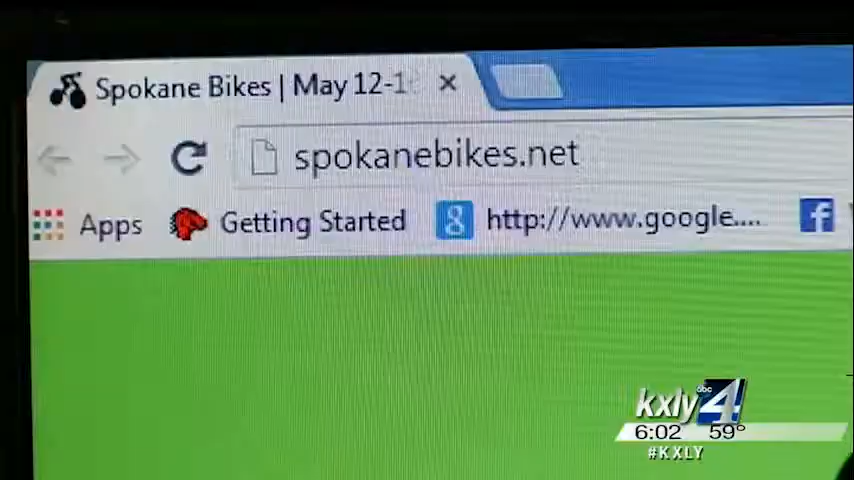 Spokane Bikes | May 12-1
spokanebikes.net
Apps Getting Started 8 http://www.google.... f
kxly abc 4
6:02 59°
#KXLY